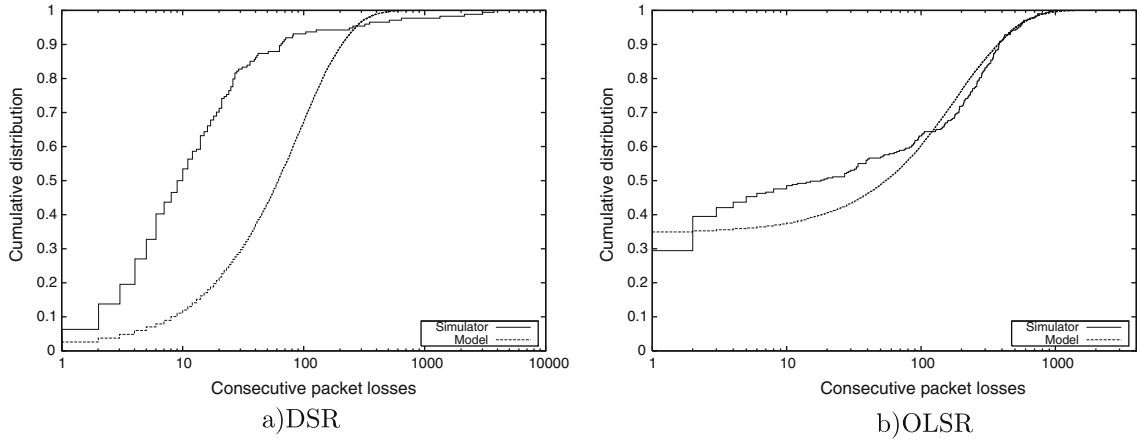 1
0.9
0.8
0.7
0.6
0.5
0.4
0.3
0.2
0.1
0
Cumulative distribution
1 10 100 1000 10000
Consecutive packet losses
Simulator
Model
a)DSR
1
0.9
0.8
0.7
0.6
0.5
0.4
0.3
0.2
0.1
0
Cumulative distribution
1 10 100 1000
Consecutive packet losses
Simulator
Model
b)OLSR